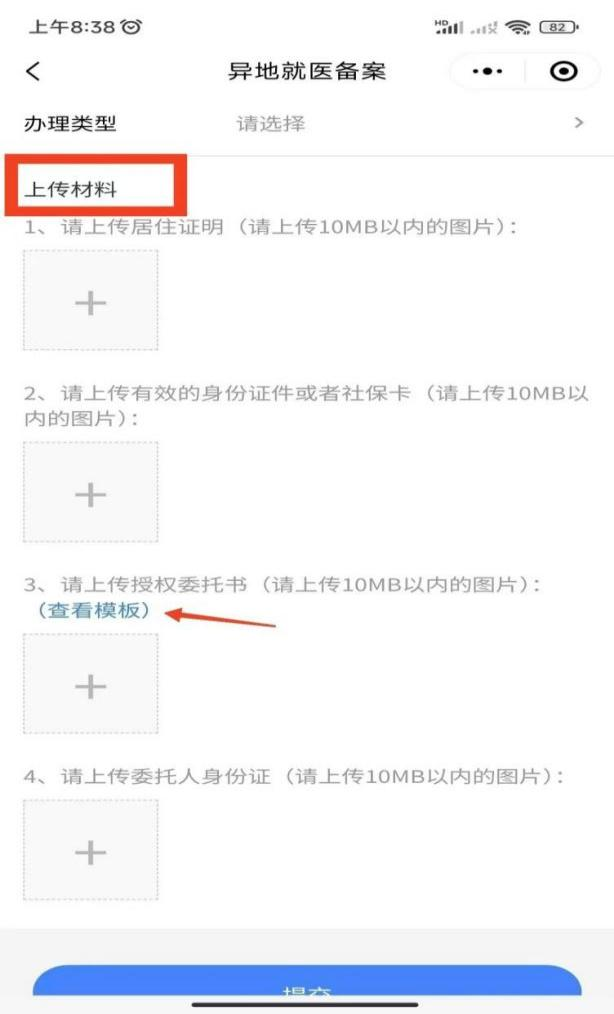 上午8:38
HD
82
异地就医备案
办理类型 请选择
上传材料
1、请上传居住证明（请上传10MB以内的图片）：
2、请上传有效的身份证件或者社保卡（请上传10MB以
内的图片）：
3、请上传授权委托书（请上传10MB以内的图片）：
（查看模板）
4、请上传委托人身份证（请上传10MB以内的图片）：
提交